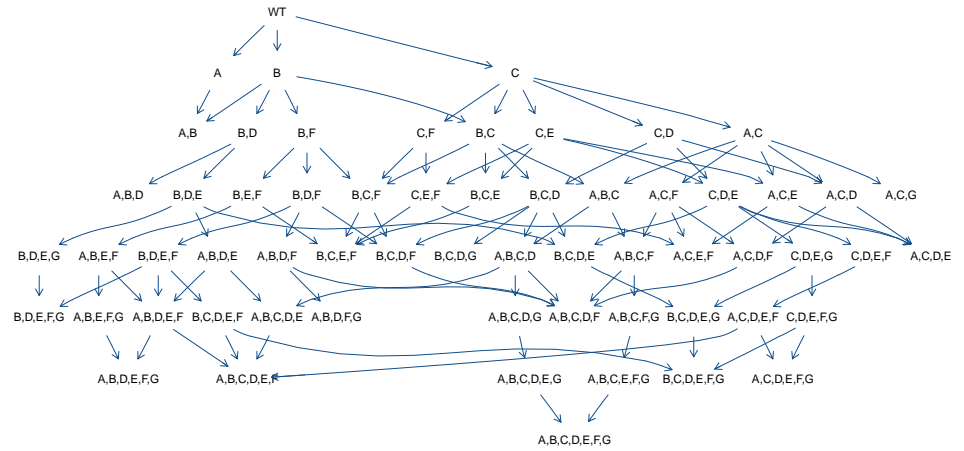 WT
A B C
A,B B,D B,F C,F B,C C,E C,D A,C
A,B,D B,D,E B,E,F B,D,F B,C,F C,E,F B,C,E B,C,D A,B,C A,C,F C,D,E A,C,E A,C,D A,C,G
B,D,E,G A,B,E,F B,D,E,F A,B,D,E A,B,D,F B,C,E,F B,C,D,F B,C,D,G A,B,C,D B,C,D,E A,B,C,F A,C,E,F A,C,D,F C,D,E,G C,D,E,F A,C,D,E
B,D,E,F,G A,B,E,F,G A,B,D,E,F B,C,D,E,F A,B,C,D,E A,B,D,F,G A,B,C,D,G A,B,C,D,F A,B,C,F,G B,C,D,E,G A,C,D,E,F C,D,E,F,G
A,B,D,E,F,G A,B,C,D,E,F A,B,C,D,E,G A,B,C,E,F,G B,C,D,E,F,G A,C,D,E,F,G
A,B,C,D,E,F,G